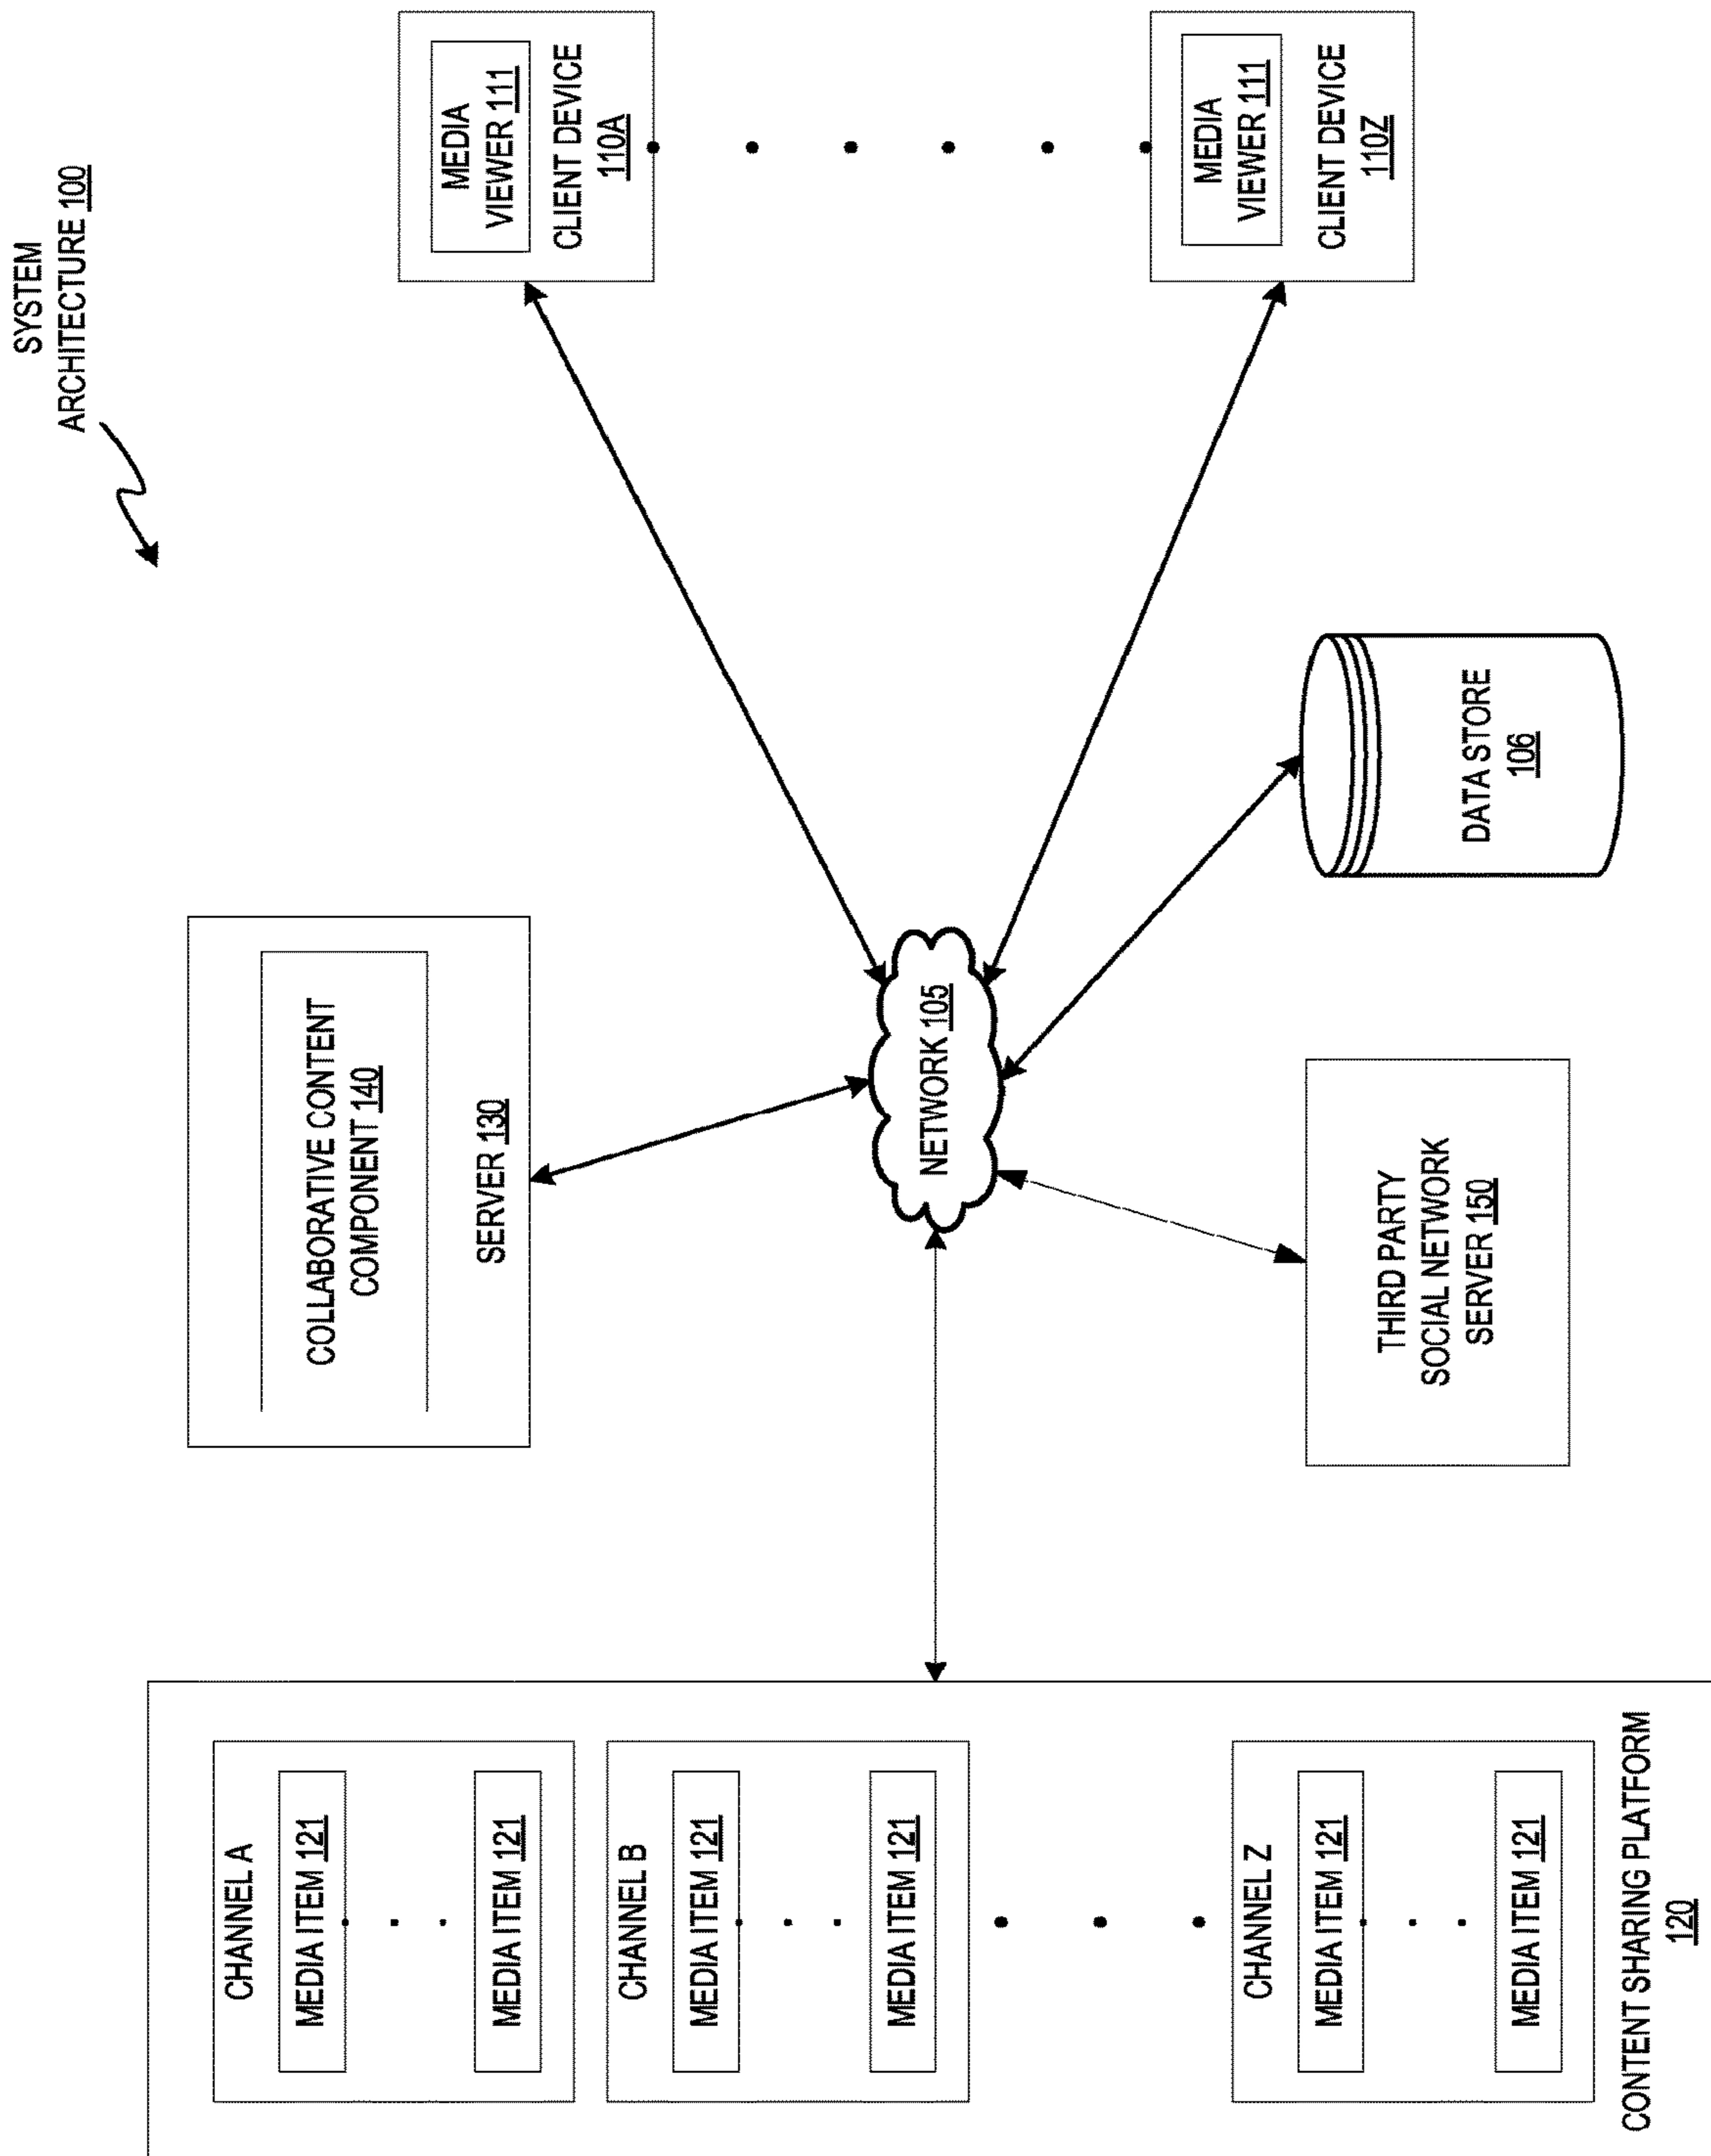 SYSTEM
ARCHITECTURE 100
CHANNEL A
MEDIA ITEM 121
MEDIA ITEM 121
CHANNEL B
MEDIA ITEM 121
MEDIA ITEM 121
CHANNEL Z
MEDIA ITEM 121
MEDIA ITEM 121
CONTENT SHARING PLATFORM
120
COLLABORATIVE CONTENT
COMPONENT 140
SERVER 130
NETWORK 105
THIRD PARTY
SOCIAL NETWORK
SERVER 150
DATA STORE
106
MEDIA
VIEWER 111
CLIENT DEVICE
110A
MEDIA
VIEWER 111
CLIENT DEVICE
110Z